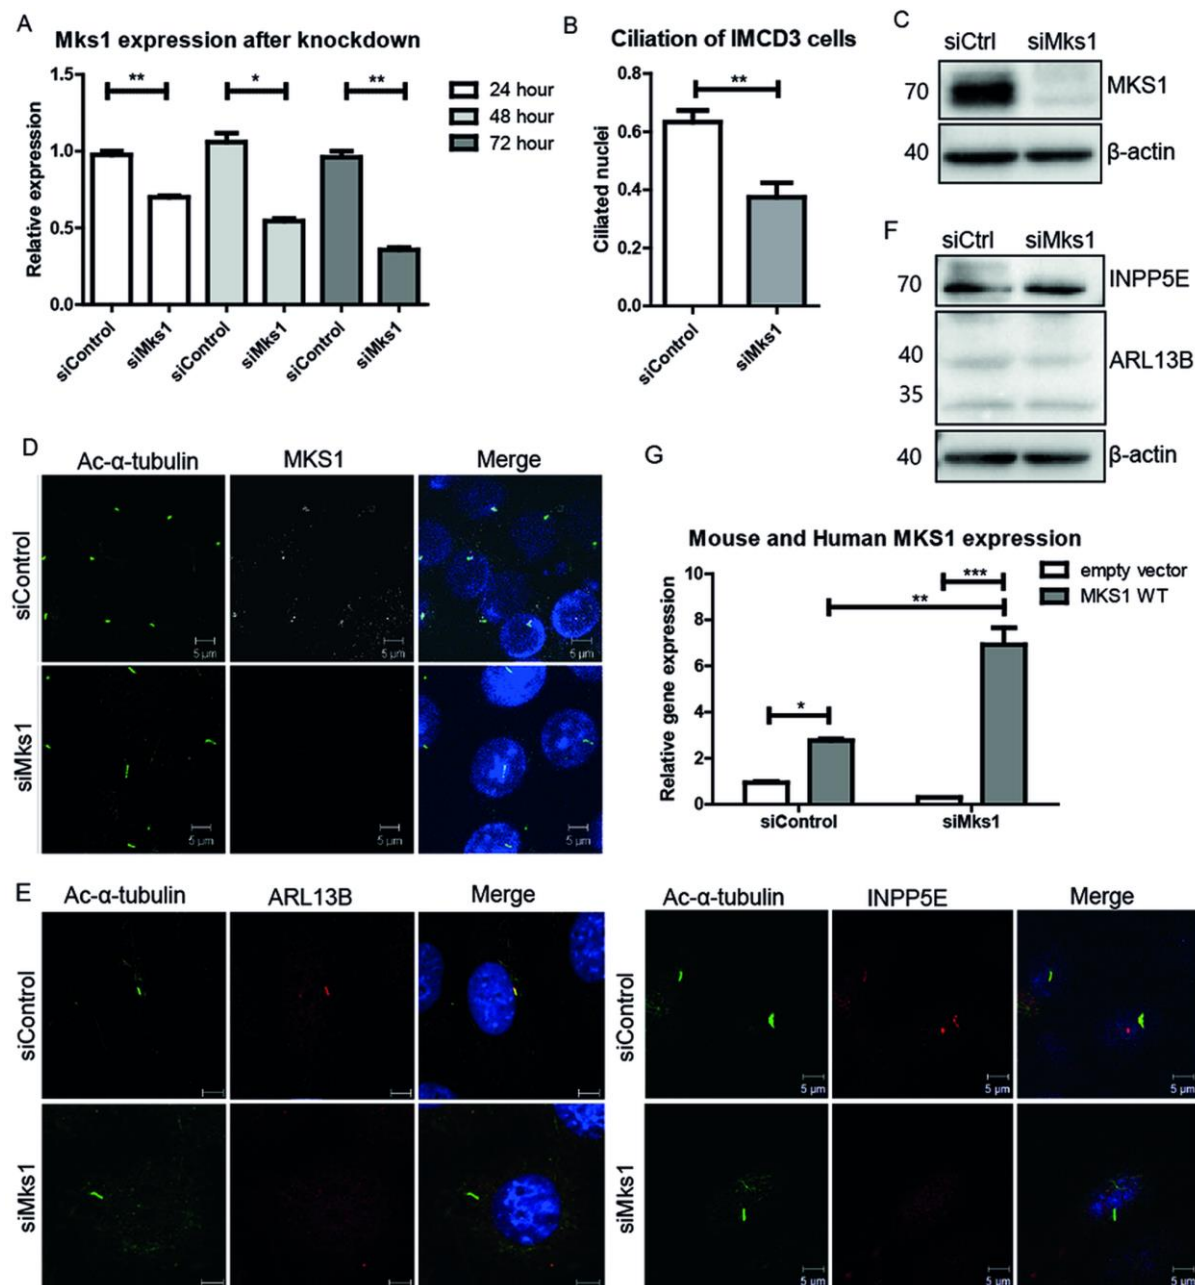 A
Mks1 expression after knockdown
Relative expression
1.5
1.0
0.5
0.0
**
*
**
24 hour
48 hour
72 hour
siControl
siMks1
siControl
siMks1
siControl
siMks1
B
Ciliation of IMCD3 cells
Ciliated nuclei
0.8
0.6
0.4
0.2
0.0
**
siControl
siMks1
C
siCtrl siMks1
70 MKS1
40 β-actin
F
siCtrl siMks1
70 INPP5E
40 ARL13B
35
40 β-actin
D
Ac-α-tubulin MKS1 Merge
siControl
5 µm 5 µm 5 µm
siMks1
5 µm 5 µm 5 µm
G
Mouse and Human MKS1 expression
Relative gene expression
10
8
6
4
2
0
*
**
***
empty vector
MKS1 WT
siControl siMks1
E
Ac-α-tubulin ARL13B Merge
siControl
siMks1
Ac-α-tubulin INPP5E Merge
siControl
5 µm 5 µm 5 µm
siMks1
5 µm 5 µm 5 µm